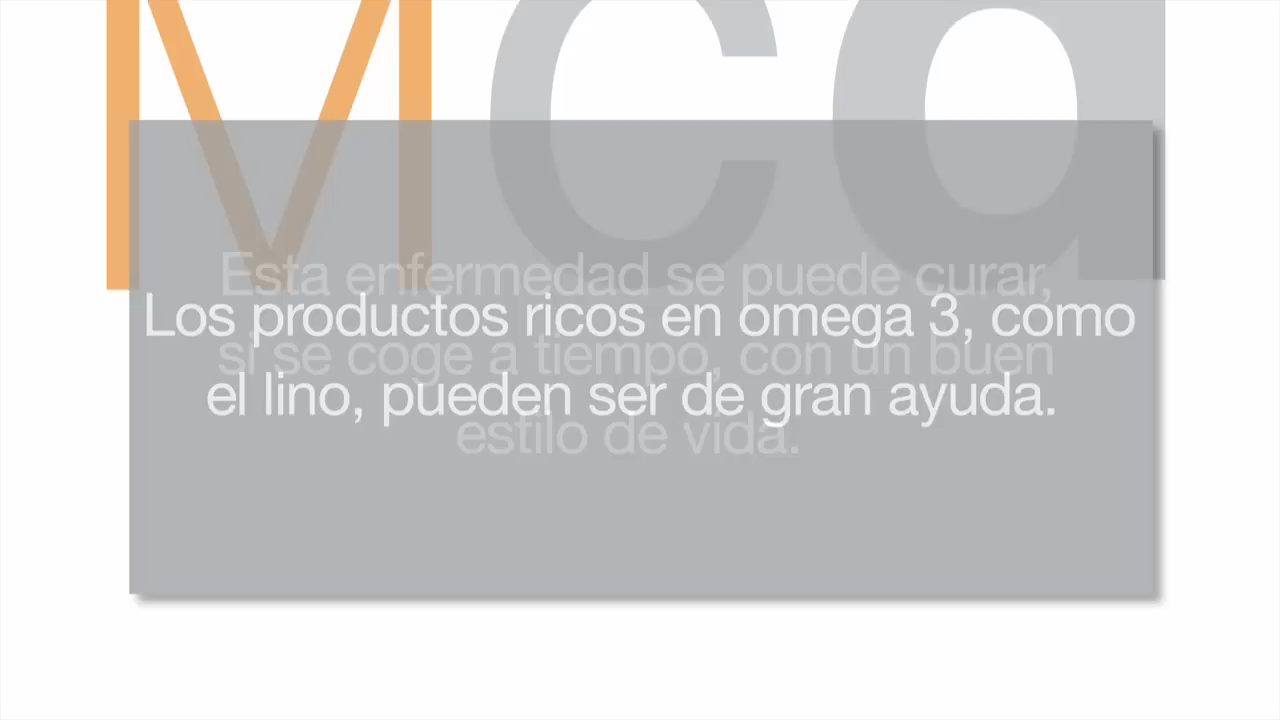 Mca
Esta enfermedad se puede curar,
si se coge a tiempo, con un buen
estilo de vida.
Los productos ricos en omega 3, como
el lino, pueden ser de gran ayuda.